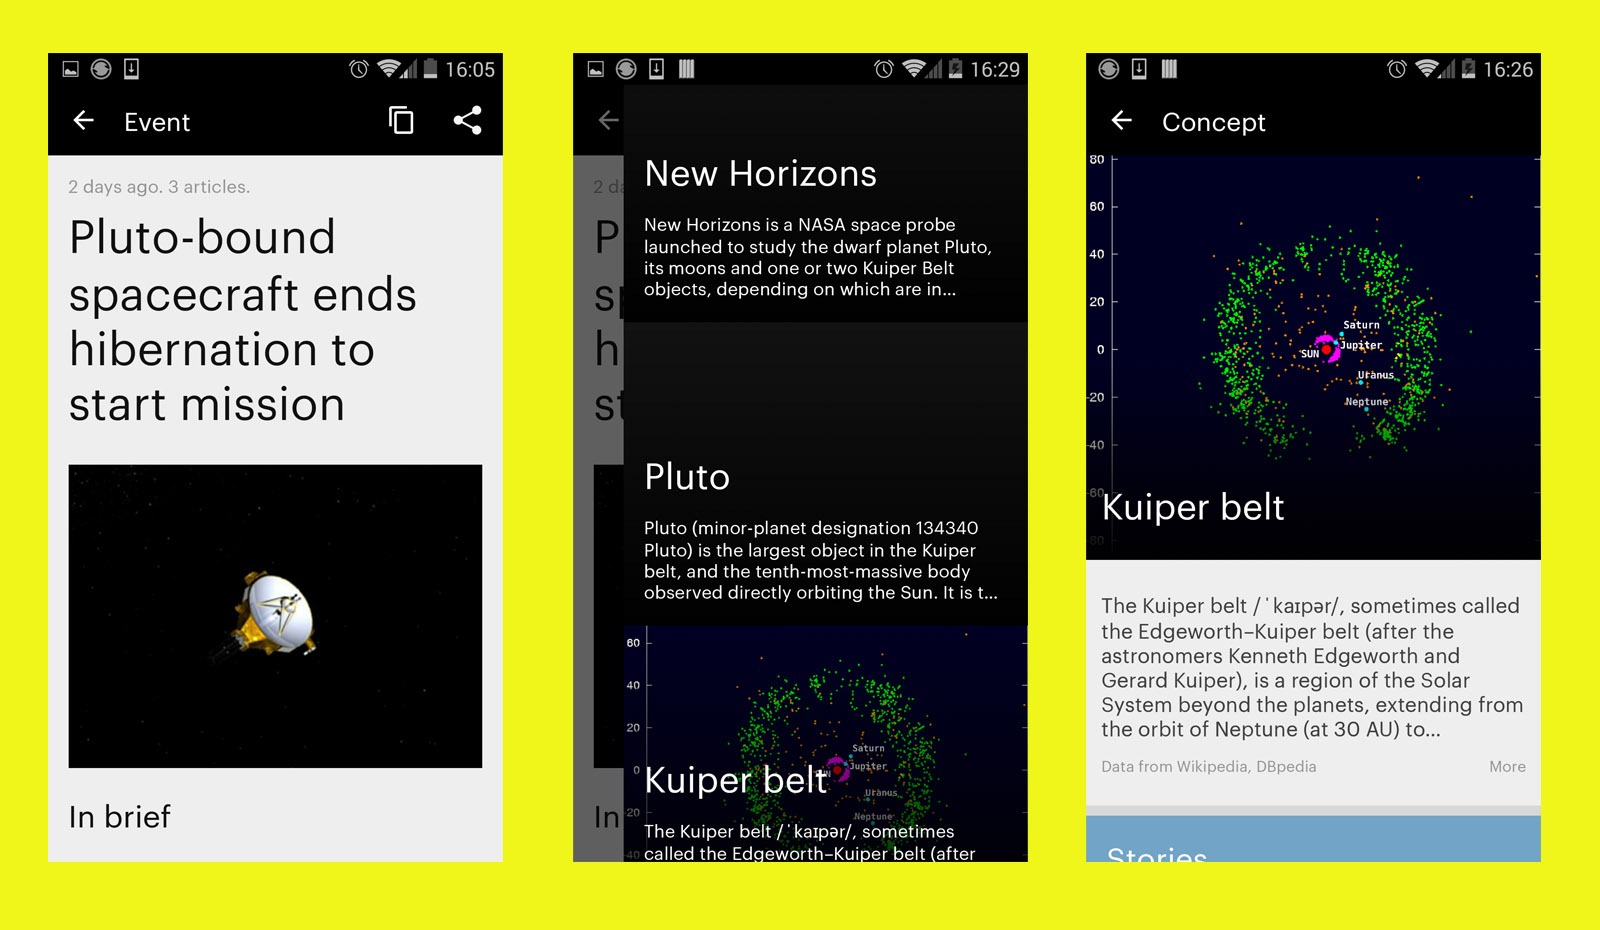 16:05
Event
2 days ago. 3 articles.
Pluto-bound
spacecraft ends
hibernation to
start mission
In brief
16:29
2 da
P
s
h
st
In
New Horizons
New Horizons is a NASA space probe
launched to study the dwarf planet Pluto,
its moons and one or two Kuiper Belt
objects, depending on which are in...
Pluto
Pluto (minor-planet designation 134340
Pluto) is the largest object in the Kuiper
belt, and the tenth-most-massive body
observed directly orbiting the Sun. It is t...
60
40
20
Saturn
0
Jupiter
Kuiper belt
Uranus
-20
Neptune
The Kuiper belt /ˈkaɪpər/, sometimes
-40
called the Edgeworth–Kuiper belt (after
16:26
Concept
80
60
40
20
Saturn
0
Jupiter
SUN
Uranus
-20
Neptune
-40
-60
Kuiper belt
-80
The Kuiper belt /ˈkaɪpər/, sometimes called
the Edgeworth–Kuiper belt (after the
astronomers Kenneth Edgeworth and
Gerard Kuiper), is a region of the Solar
System beyond the planets, extending from
the orbit of Neptune (at 30 AU) to...
Data from Wikipedia, DBpedia
More
Stories